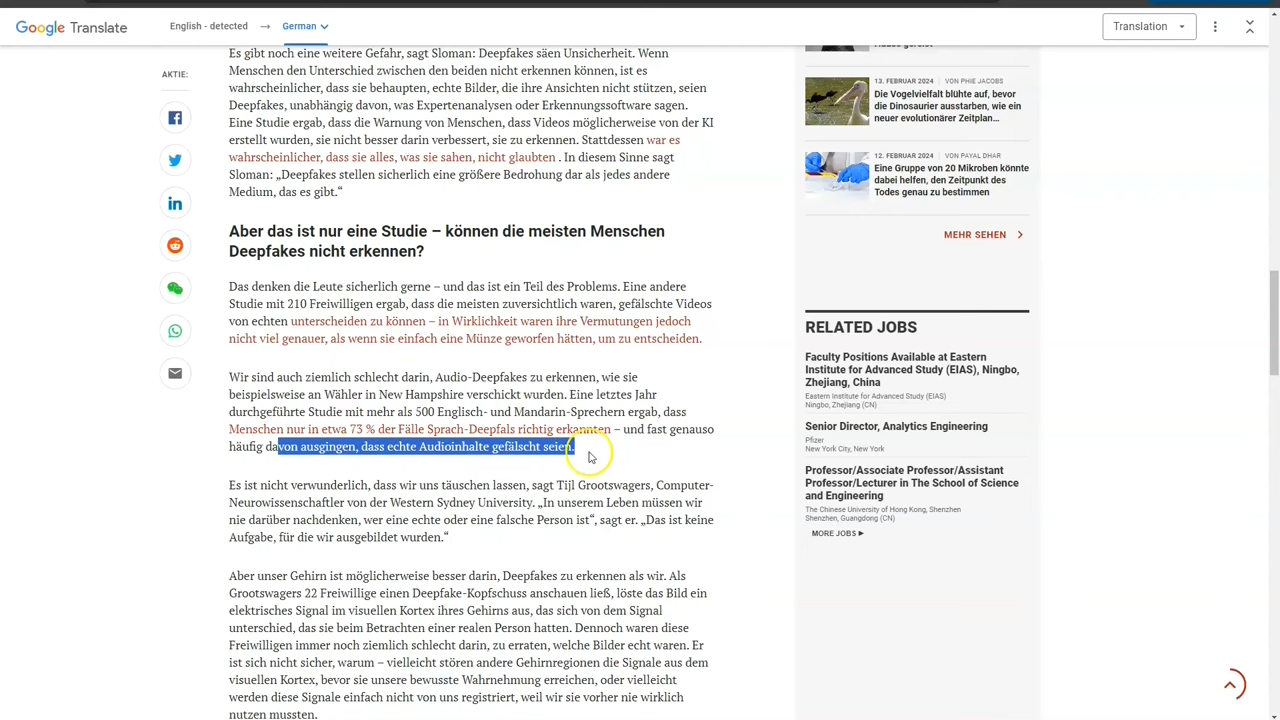 Google Translate
English - detected
German
Translation
Es gibt noch eine weitere Gefahr, sagt Sloman: Deepfakes säen Unsicherheit. Wenn
Menschen den Unterschied zwischen den beiden nicht erkennen können, ist es
wahrscheinlicher, dass sie behaupten, echte Bilder, die ihre Ansichten nicht stützen, seien
Deepfakes, unabhängig davon, was Expertenanalysen oder Erkennungssoftware sagen.
Eine Studie ergab, dass die Warnung von Menschen, dass Videos möglicherweise von der KI
erstellt wurden, sie nicht besser darin verbessert, sie zu erkennen. Stattdessen war es
wahrscheinlicher, dass sie alles, was sie sahen, nicht glaubten . In diesem Sinne sagt
Sloman: „Deepfakes stellen sicherlich eine größere Bedrohung dar als jedes andere
Medium, das es gibt.“
AKTIE:
Aber das ist nur eine Studie – können die meisten Menschen
Deepfakes nicht erkennen?
Das denken die Leute sicherlich gerne – und das ist ein Teil des Problems. Eine andere
Studie mit 210 Freiwilligen ergab, dass die meisten zuversichtlich waren, gefälschte Videos
von echten unterscheiden zu können – in Wirklichkeit waren ihre Vermutungen jedoch
nicht viel genauer, als wenn sie einfach eine Münze geworfen hätten, um zu entscheiden.
Wir sind auch ziemlich schlecht darin, Audio-Deepfakes zu erkennen, wie sie
beispielsweise an Wähler in New Hampshire verschickt wurden. Eine letztes Jahr
durchgeführte Studie mit mehr als 500 Englisch- und Mandarin-Sprechern ergab, dass
Menschen nur in etwa 73 % der Fälle Sprach-Deepfals richtig erkannten – und fast genauso
häufig davon ausgingen, dass echte Audioinhalte gefälscht seien.
Es ist nicht verwunderlich, dass wir uns täuschen lassen, sagt Tijl Grootswagers, Computer-
Neurowissenschaftler von der Western Sydney University. „In unserem Leben müssen wir
nie darüber nachdenken, wer eine echte oder eine falsche Person ist“, sagt er. „Das ist keine
Aufgabe, für die wir ausgebildet wurden.“
Aber unser Gehirn ist möglicherweise besser darin, Deepfakes zu erkennen als wir. Als
Grootswagers 22 Freiwillige einen Deepfake-Kopfschuss anschauen ließ, löste das Bild ein
elektrisches Signal im visuellen Kortex ihres Gehirns aus, das sich von dem Signal
unterschied, das sie beim Betrachten einer realen Person hatten. Dennoch waren diese
Freiwilligen immer noch ziemlich schlecht darin, zu erraten, welche Bilder echt waren. Er
ist sich nicht sicher, warum – vielleicht stören andere Gehirnregionen die Signale aus dem
visuellen Kortex, bevor sie unsere bewusste Wahrnehmung erreichen, oder vielleicht
werden diese Signale einfach nicht von uns registriert, weil wir sie vorher nie wirklich
nutzen mussten.
13. FEBRUAR 2024 VON PHIE JACOBS
Die Vogelvielfalt blühte auf, bevor
die Dinosaurier ausstarben, wie ein
neuer evolutionärer Zeitplan…
12. FEBRUAR 2024 VON PAYAL DHAR
Eine Gruppe von 20 Mikroben könnte
dabei helfen, den Zeitpunkt des
Todes genau zu bestimmen
MEHR SEHEN
RELATED JOBS
Faculty Positions Available at Eastern
Institute for Advanced Study (EIAS), Ningbo,
Zhejiang, China
Eastern Institute for Advanced Study (EIAS)
Ningbo, Zhejiang (CN)
Senior Director, Analytics Engineering
Pfizer
New York City, New York
Professor/Associate Professor/Assistant
Professor/Lecturer in The School of Science
and Engineering
The Chinese University of Hong Kong, Shenzhen
Shenzhen, Guangdong (CN)
MORE JOBS ►